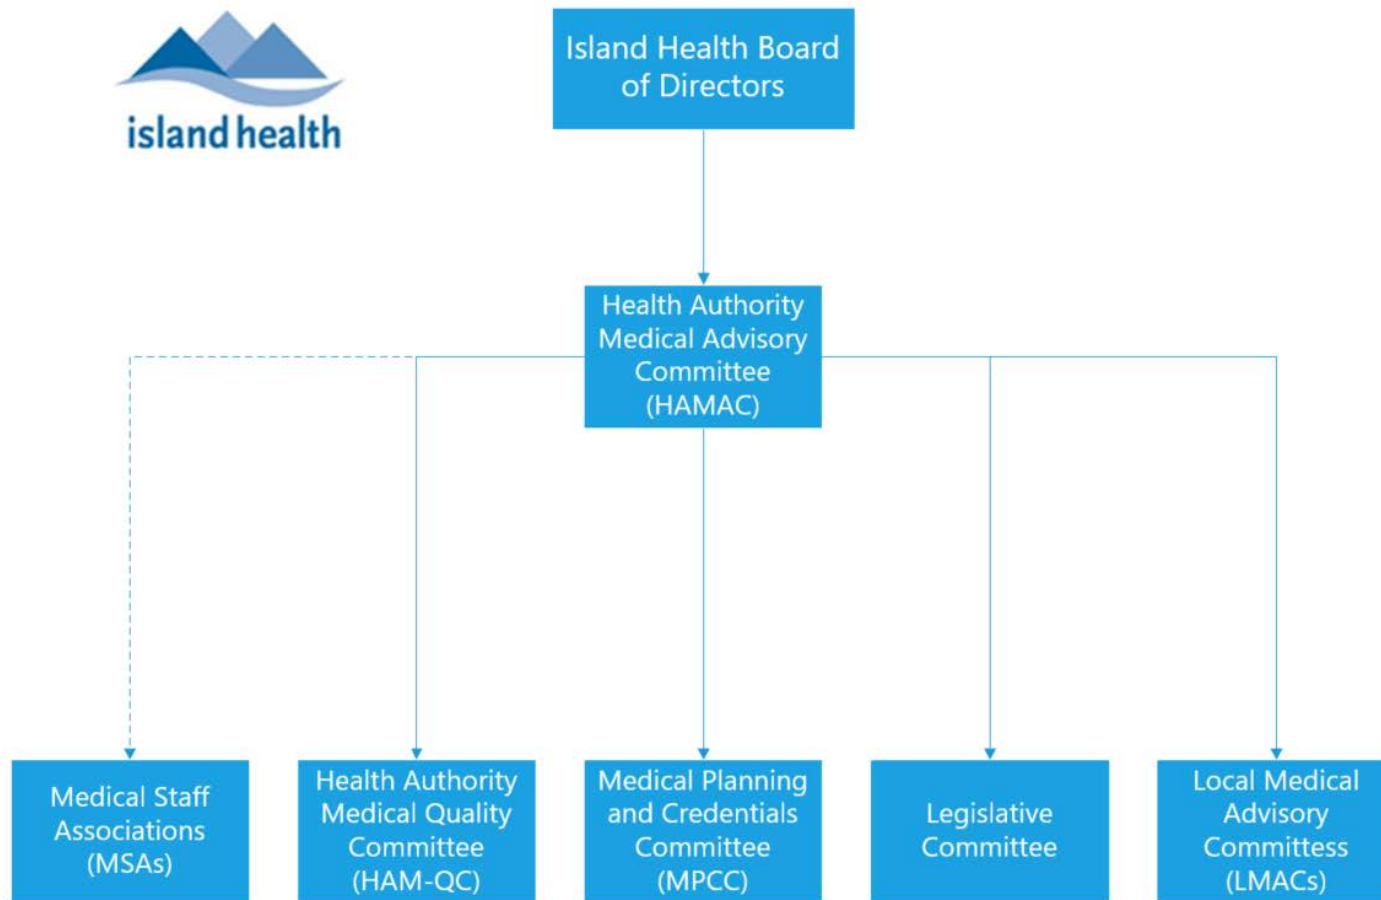 island health
Island Health Board
of Directors
Health Authority
Medical Advisory
Committee
(HAMAC)
Medical Staff
Associations
(MSAs)
Health Authority
Medical Quality
Committee
(HAM-QC)
Medical Planning
and Credentials
Committee
(MPCC)
Legislative
Committee
Local Medical
Advisory
Committess
(LMACs)